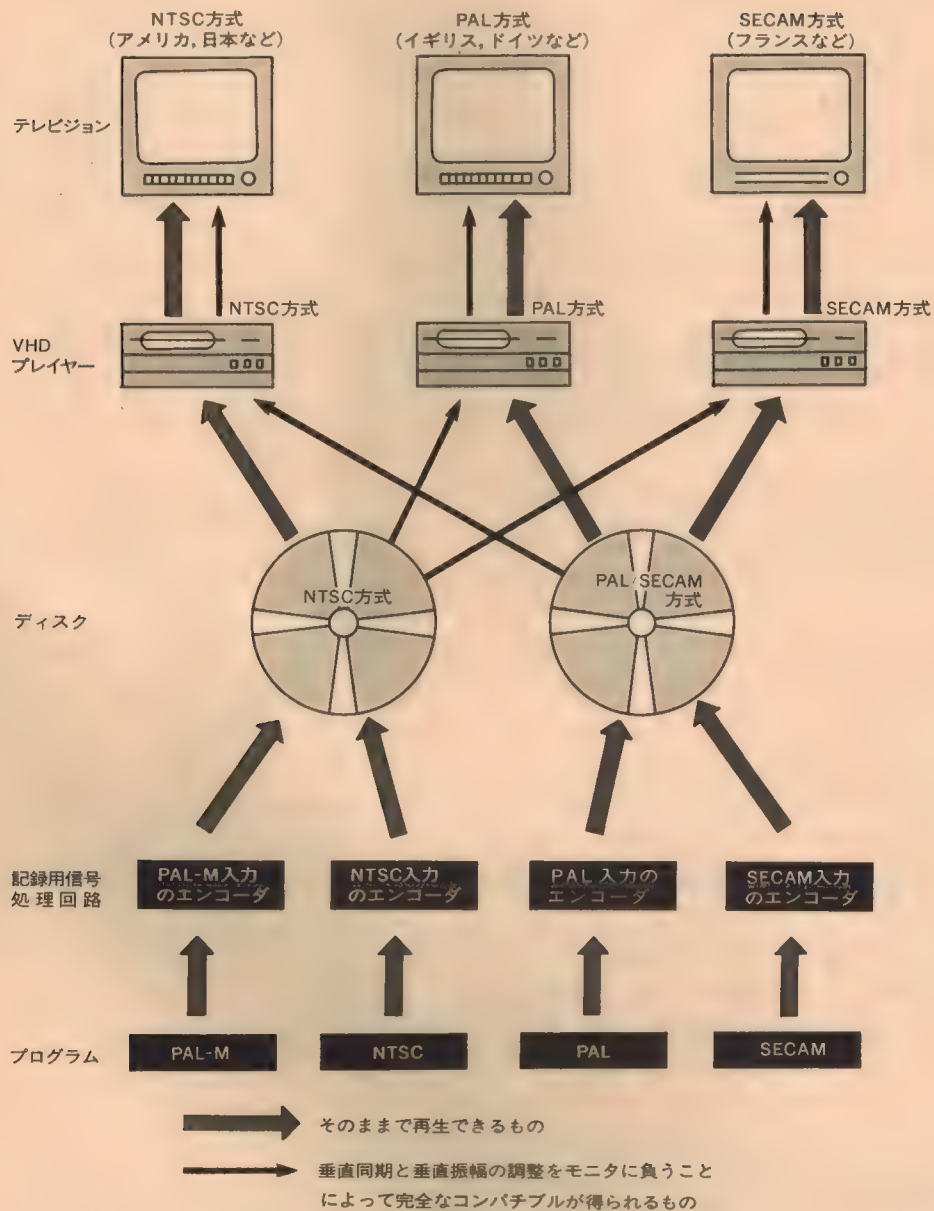 NTSC方式
(アメリカ,日本など)
PAL方式
(イギリス,ドイツなど)
SECAM方式
(フランスなど)
テレビジョン
NTSC方式
PAL方式
SECAM方式
VHD
プレイヤー
NTSC方式
PAL/SECAM
方式
ディスク
記録用信号
処理回路
PAL-M入力
のエンコーダ
NTSC入力
のエンコーダ
PAL入力の
エンコーダ
SECAM入力
のエンコーダ
プログラム
PAL-M
NTSC
PAL
SECAM
そのままで再生できるもの
垂直同期と垂直振幅の調整をモニタに負うこと
によって完全なコンパチブルが得られるもの